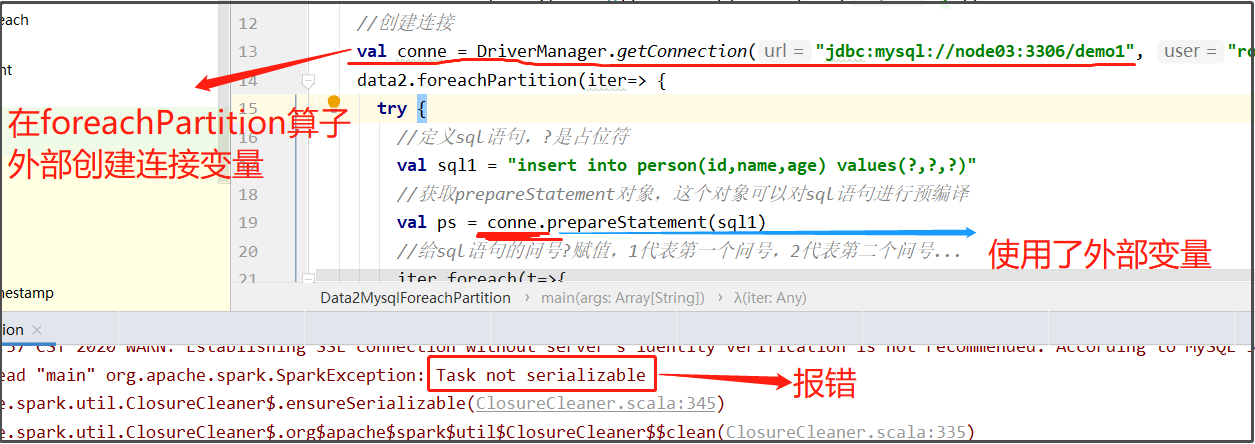 each
nt
nestamp
12 //创建连接
13 val conne = DriverManager.getConnection( url = "jdbc:mysql://node03:3306/demo1", user = "ro
14 data2.foreachPartition(iter=> {
15 try {
16 //定义sql语句，?是占位符
val sql1 = "insert into person(id,name,age) values(?,?,?)"
18 //获取prepareStatement对象，这个对象可以对sql语句进行预编译
19 val ps = conne.prepareStatement(sql1)
20 //给sql语句的问号?赋值，1代表第一个问号，2代表第二个问号...
21 iter.foreach(t=>{
在foreachPartition算子
外部创建连接变量
使用了外部变量
Data2MysqlForeachPartition › main(args: Array[String]) › λ(iter: Any)
ion ×
37 CST 2020 WARN: Establishing SSL connection without server's identity verification is not recommended. According to MySQL
ead "main" org.apache.spark.SparkException: Task not serializable
报错
e.spark.util.ClosureCleaner$.ensureSerializable(ClosureCleaner.scala:345)
e.spark.util.ClosureCleaner$.org$apache$spark$util$ClosureCleaner$$clean(ClosureCleaner.scala:335)